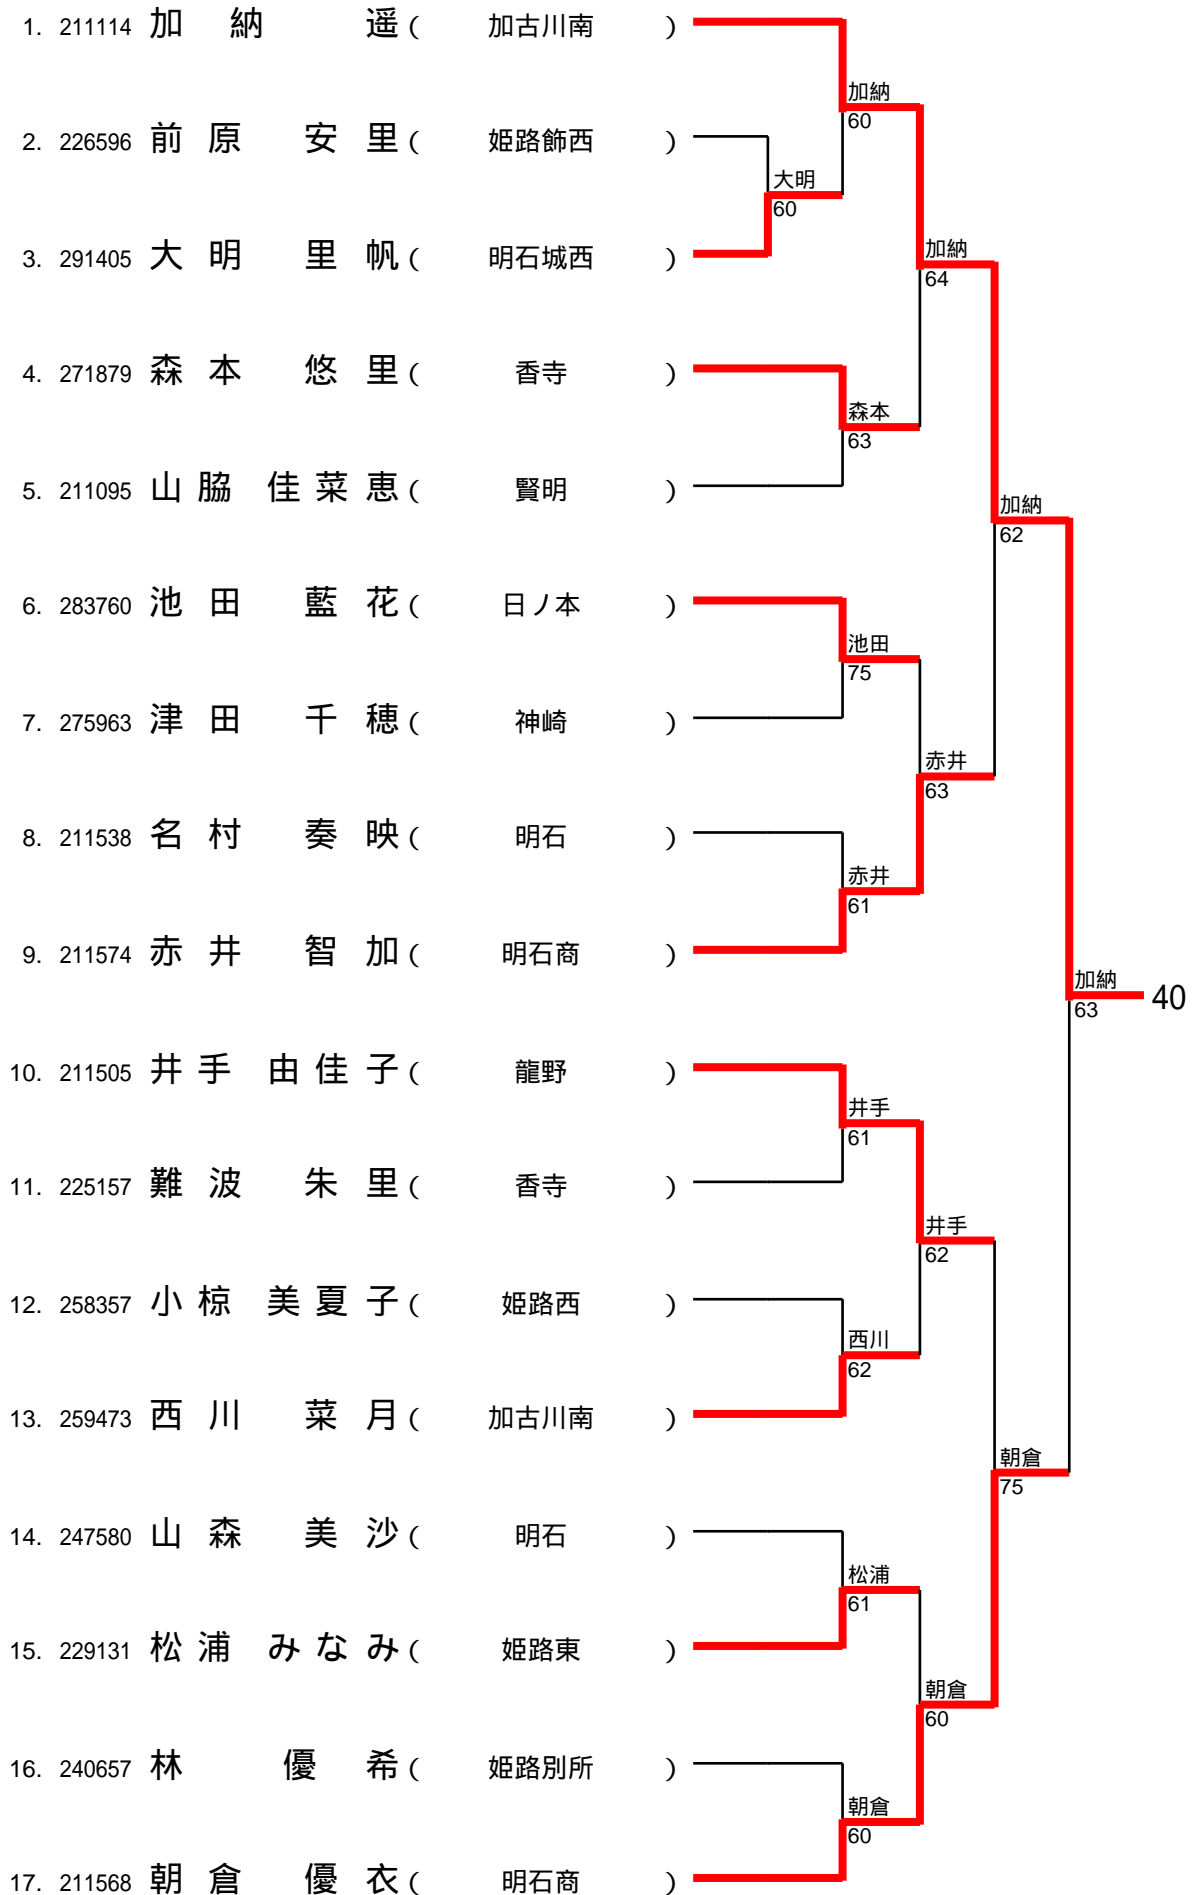 1. 211114 加納 遥 ( 加古川南 )
加納
60
2. 226596 前原 安里 ( 姫路飾西 )
大明
60
3. 291405 大明 里帆 ( 明石城西 )
加納
64
4. 271879 森本 悠里 ( 香寺 )
森本
63
5. 211095 山脇 佳菜恵 ( 賢明 )
加納
62
6. 283760 池田 藍花 ( 日ノ本 )
池田
75
7. 275963 津田 千穂 ( 神崎 )
赤井
63
8. 211538 名村 奏映 ( 明石 )
赤井
61
9. 211574 赤井 智加 ( 明石商 )
加納
63
40
10. 211505 井手 由佳子 ( 龍野 )
井手
61
11. 225157 難波 朱里 ( 香寺 )
井手
62
12. 258357 小椋 美夏子 ( 姫路西 )
西川
62
13. 259473 西川 菜月 ( 加古川南 )
朝倉
75
14. 247580 山森 美沙 ( 明石 )
松浦
61
15. 229131 松浦 みなみ ( 姫路東 )
朝倉
60
16. 240657 林 優希 ( 姫路別所 )
朝倉
60
17. 211568 朝倉 優衣 ( 明石商 )